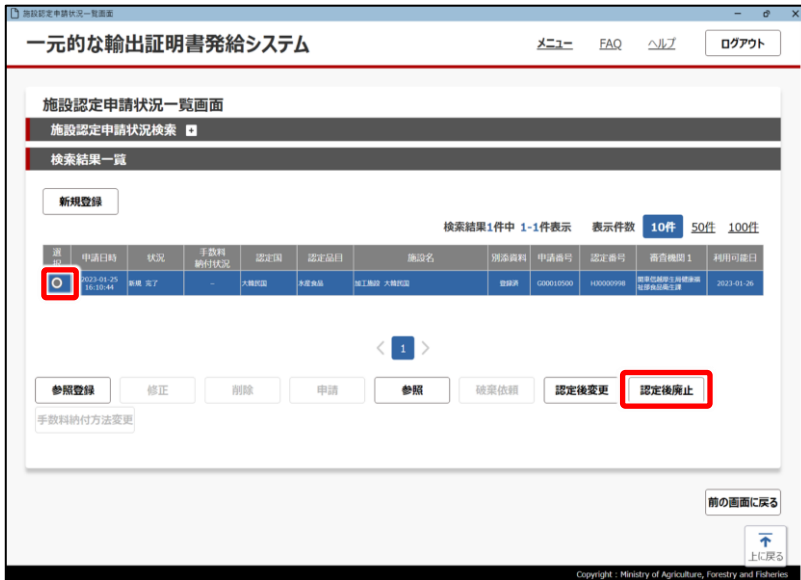 施設認定申請状況一覧画面
一元的な輸出証明書発給システム
メニュー FAQ ヘルプ ログアウト
施設認定申請状況一覧画面
施設認定申請状況検索
検索結果一覧
新規登録
検索結果1件中 1-1件表示 表示件数 10件 50件 100件
選択 申請日時 状況 手数料納付状況 認定国 認定品目 施設名 別添資料 申請番号 認定番号 審査機関1 利用可能日
2023-01-25 16:10:44 新規 完了 - 大韓民国 水産食品 加工施設 大韓民国 登録済 G00010500 HJ0000998 2023-01-26
< 1 >
参照登録 修正 削除 申請 参照 破棄依頼 認定後変更 認定後廃止
手数料納付方法変更
前の画面に戻る
上に戻る
Copyright : Ministry of Agriculture, Forestry and Fisheries